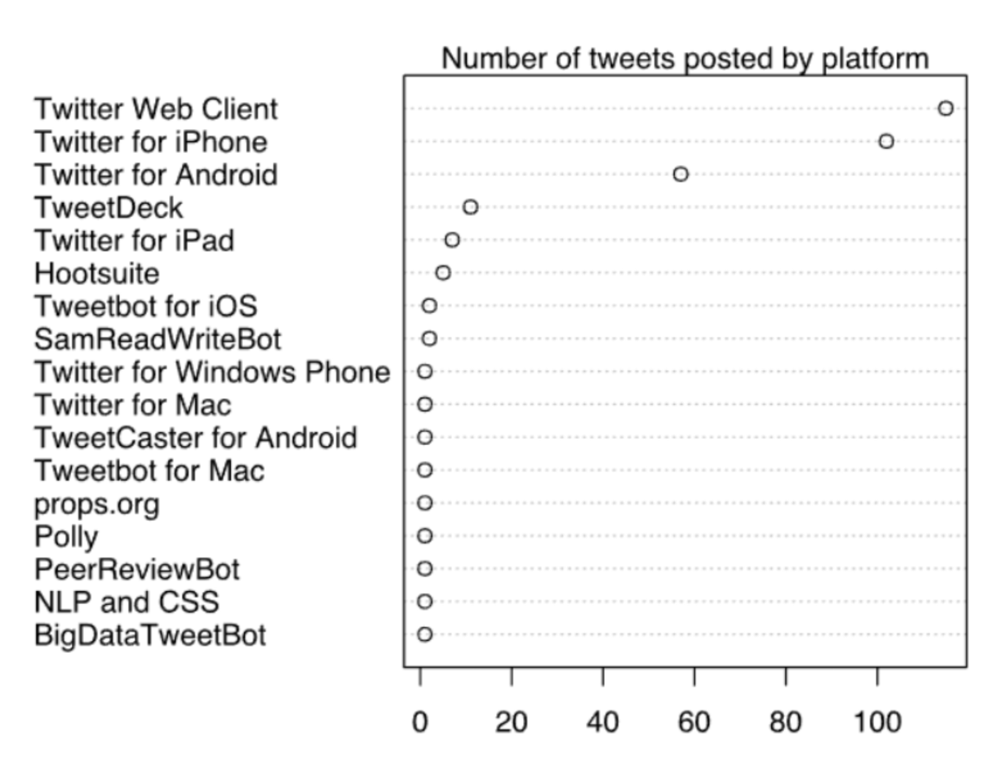 Number of tweets posted by platform
Twitter Web Client
Twitter for iPhone
Twitter for Android
TweetDeck
Twitter for iPad
Hootsuite
Tweetbot for iOS
SamReadWriteBot
Twitter for Windows Phone
Twitter for Mac
TweetCaster for Android
Tweetbot for Mac
props.org
Polly
PeerReviewBot
NLP and CSS
BigDataTweetBot
0 20 40 60 80 100